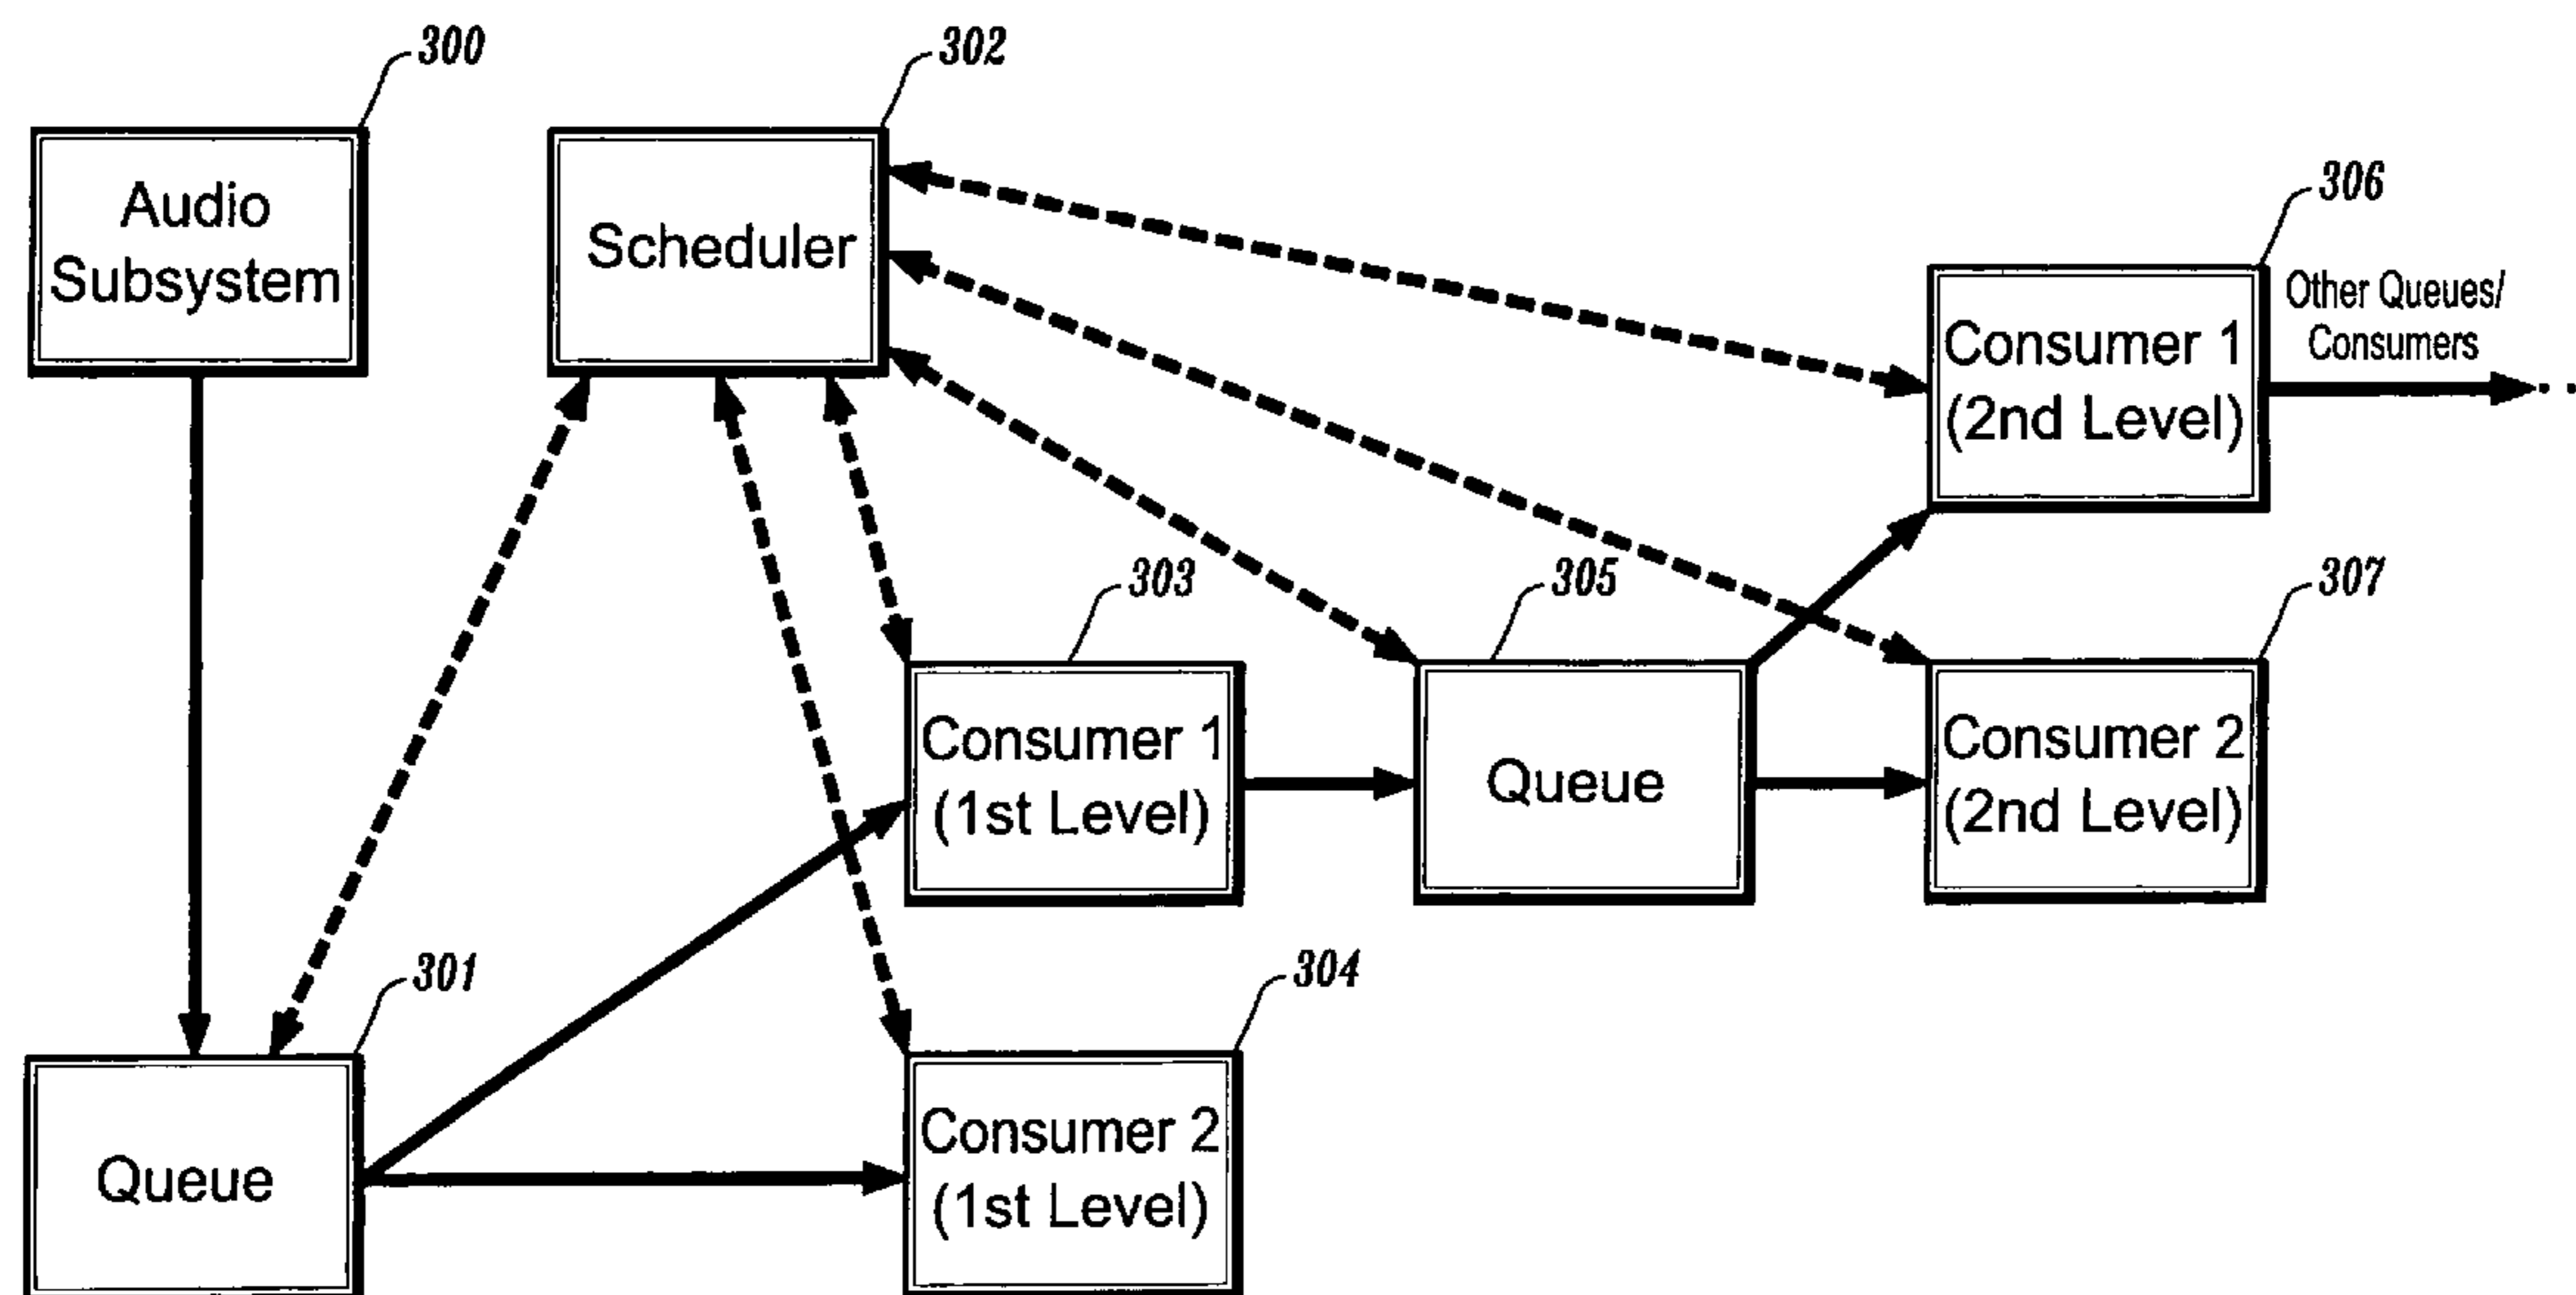 300
302
Audio
Subsystem
Scheduler
306
Other Queues/
Consumers
Consumer 1
(2nd Level)
303
305
307
Consumer 1
(1st Level)
Queue
Consumer 2
(2nd Level)
301
304
Queue
Consumer 2
(1st Level)